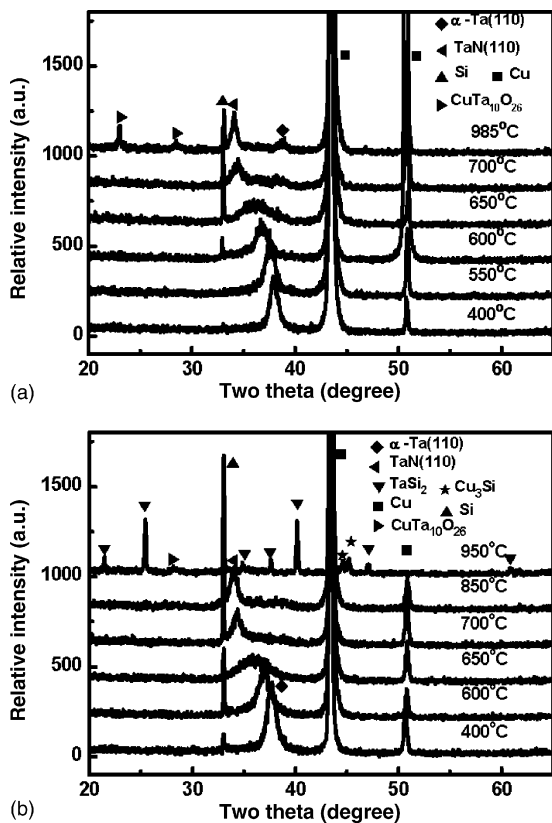 (a)
Relative intensity (a.u.)
1500
1000
500
0
α-Ta(110)
TaN(110)
Si Cu
CuTa10O26
985°C
700°C
650°C
600°C
550°C
400°C
20 30 40 50 60
Two theta (degree)
(b)
Relative intensity (a.u.)
1500
1000
500
0
α-Ta(110)
TaN(110)
TaSi2 Cu3Si
Cu Si
CuTa10O26
950°C
850°C
700°C
650°C
600°C
400°C
20 30 40 50 60
Two theta (degree)